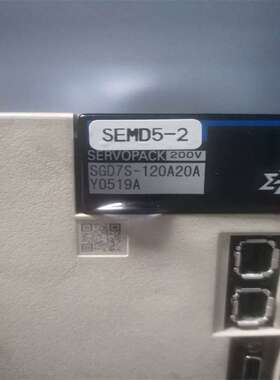 SEMD5-2
SERVOPACK 200V
SGD7S-120A20A
Y0519A